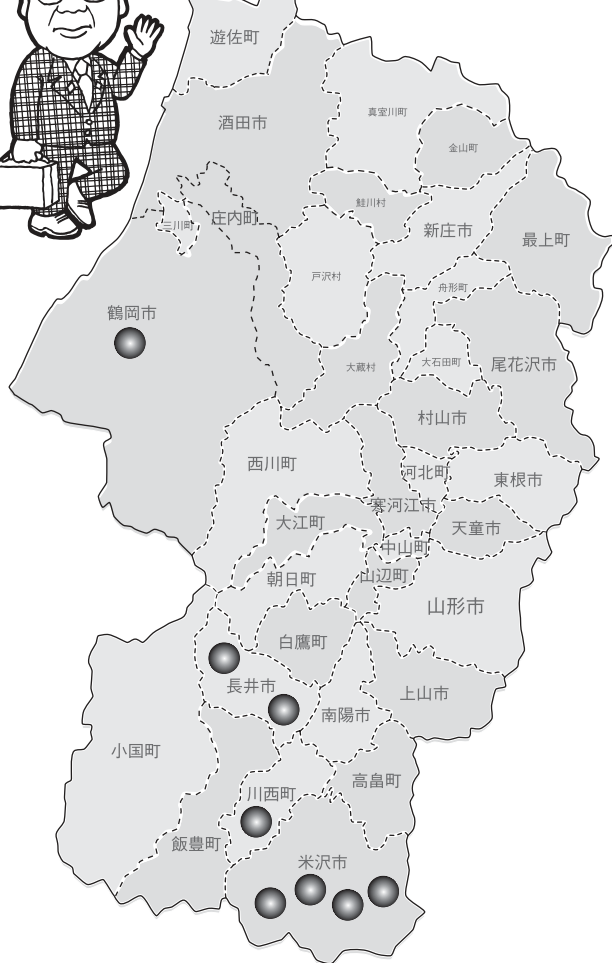 遊佐町
酒田市
真室川町
金山町
鮭川村
三川町
庄内町
新庄市
最上町
戸沢村
舟形町
鶴岡市
大蔵村
大石田町
尾花沢市
村山市
西川町
河北町
東根市
寒河江市
大江町
天童市
中山町
朝日町
山辺町
山形市
白鷹町
長井市
上山市
南陽市
小国町
高畠町
川西町
飯豊町
米沢市